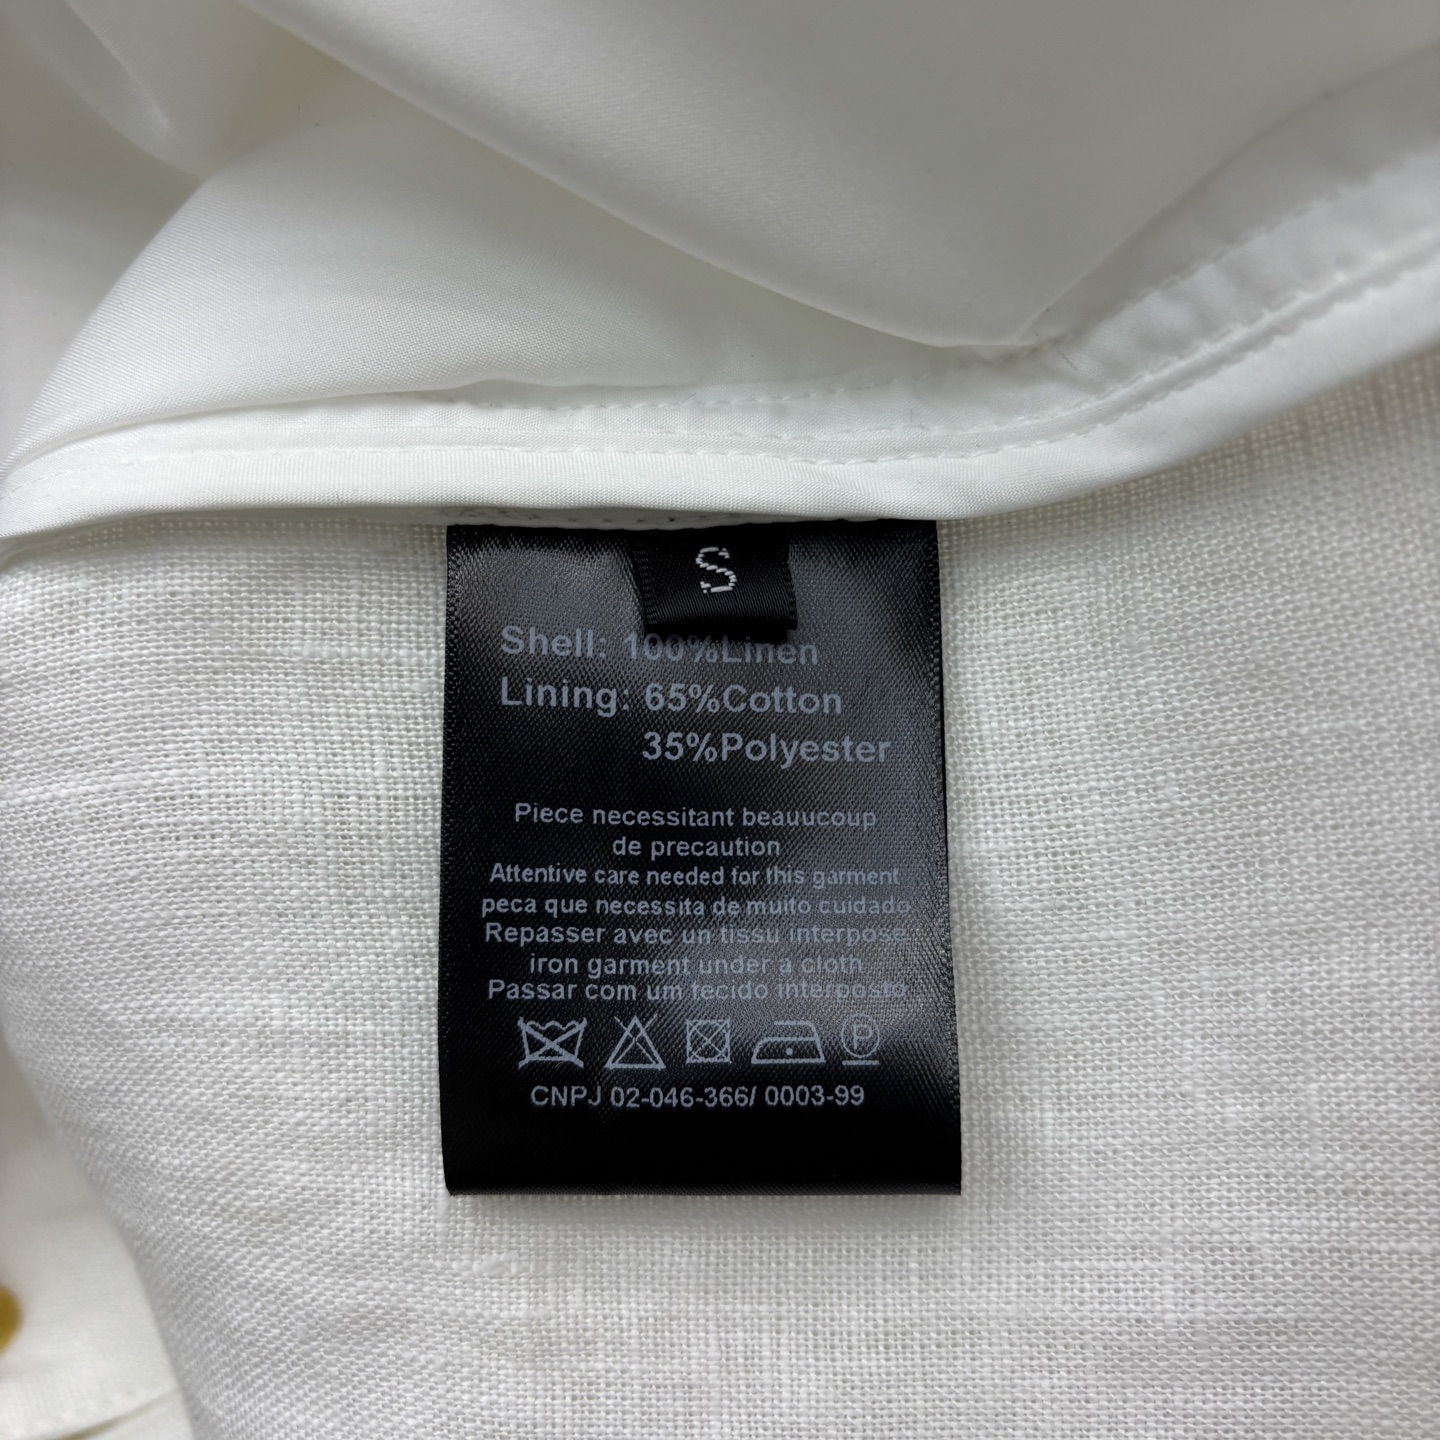 S
Shell: 100%Linen
Lining: 65%Cotton
35%Polyester
Piece necessitant beauucoup
de precaution
Attentive care needed for this garment
peca que necessita de muito cuidado
Repasser avec un tissu interpose
iron garment under a cloth
Passar com um tecido interposto
P
CNPJ 02-046-366/ 0003-99